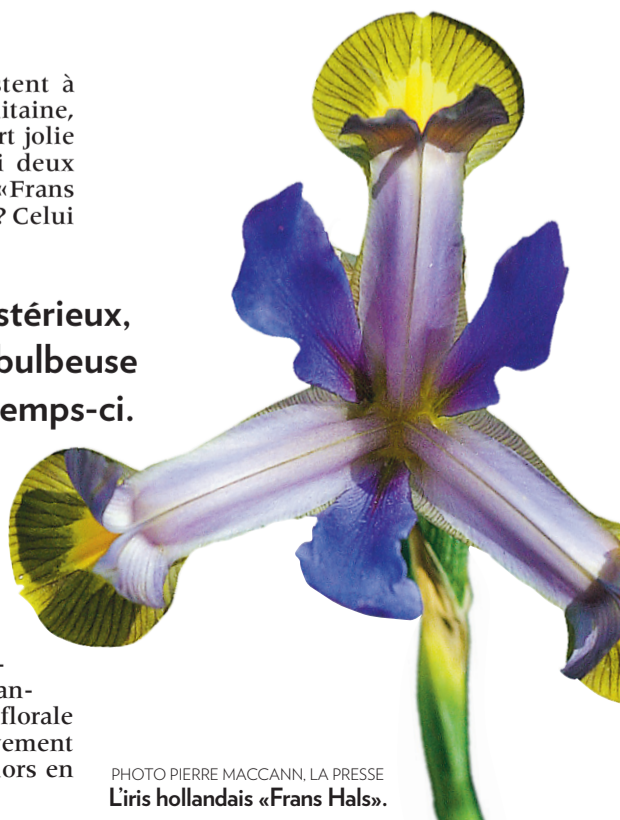 tent à
itaine,
rt jolie
i deux
«Frans
? Celui
stérieux,
bulbeuse
emps-ci.
-
an-
florale
vement
ors en
PHOTO PIERRE MACCANN, LA PRESSE
L'iris hollandais «Frans Hals».